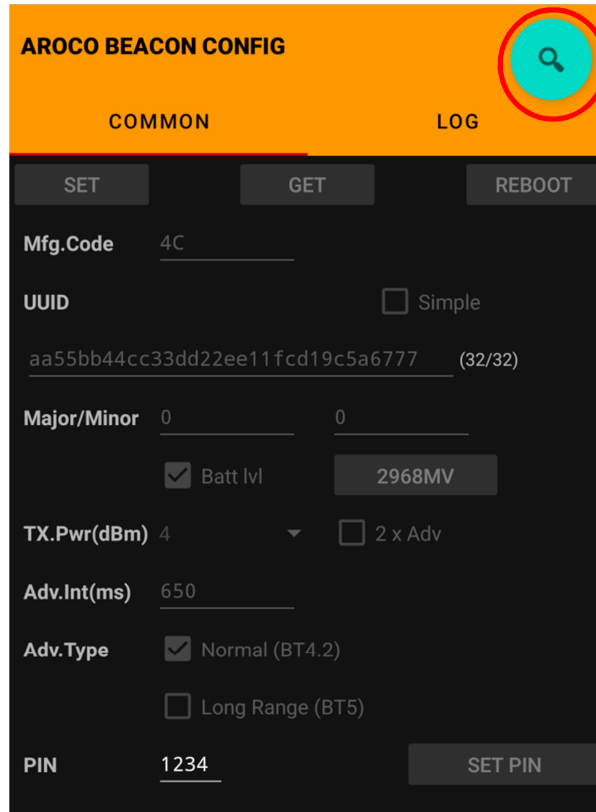 AROCO BEACON CONFIG
COMMON LOG
SET GET REBOOT
Mfg.Code 4C
UUID Simple
aa55bb44cc33dd22ee11fcd19c5a6777 (32/32)
Major/Minor 0 0
Batt lvl 2968MV
TX.Pwr(dBm) 4 2 x Adv
Adv.Int(ms) 650
Adv.Type Normal (BT4.2)
Long Range (BT5)
PIN 1234 SET PIN